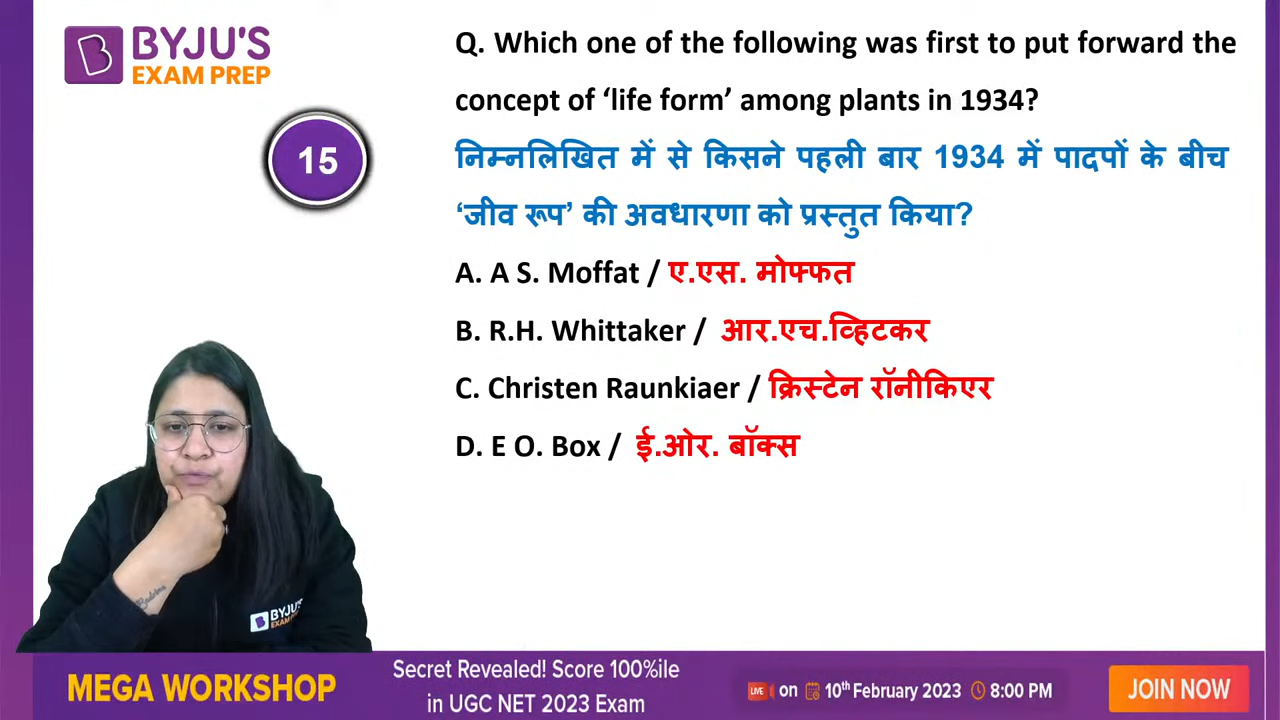 BYJU'S
EXAM PREP
15
Q. Which one of the following was first to put forward the
concept of ‘life form’ among plants in 1934?
निम्नलिखित में से किसने पहली बार 1934 में पादपों के बीच
‘जीव रूप’ की अवधारणा को प्रस्तुत किया?
A. A S. Moffat / ए.एस. मोफ्फत
B. R.H. Whittaker / आर.एच.व्हिटकर
C. Christen Raunkiaer / क्रिस्टेन रॉनीकिएर
D. E O. Box / ई.ओर. बॉक्स
BYJU'S
EXAM PREP
MEGA WORKSHOP
Secret Revealed! Score 100%ile
in UGC NET 2023 Exam
LIVE on 10th February 2023 8:00 PM
JOIN NOW